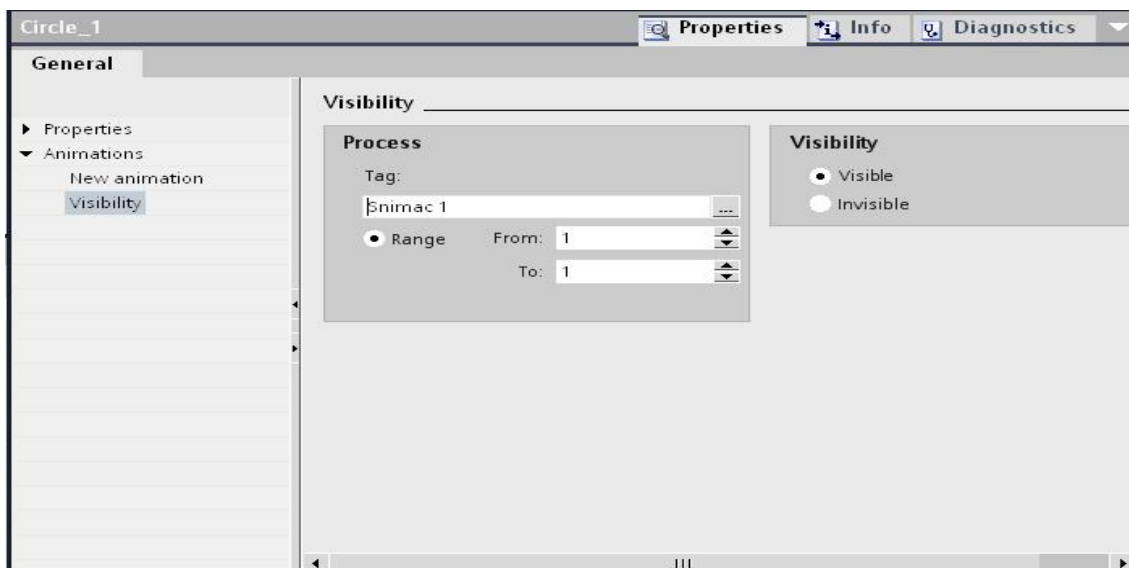 Circle_1
Properties
Info
Diagnostics
General
Properties
Animations
New animation
Visibility
Visibility
Process
Tag:
Snimac 1
...
Range
From: 1
To: 1
Visibility
Visible
Invisible